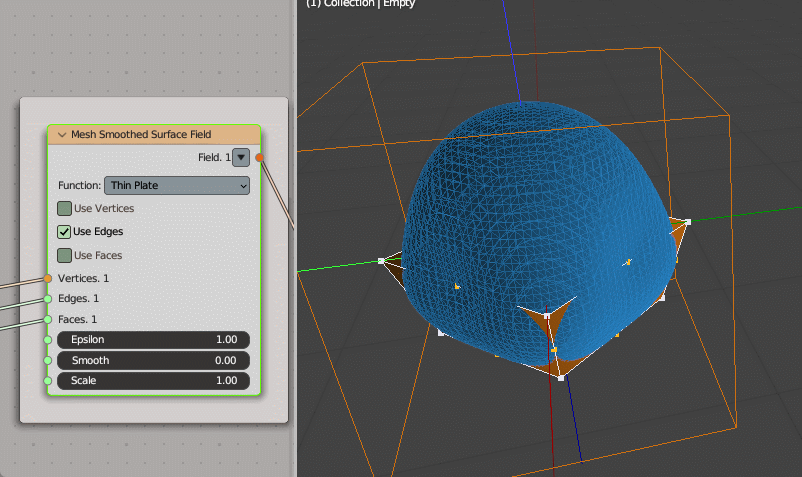 (1) Collection | Empty
Mesh Smoothed Surface Field
Field. 1
Function: Thin Plate
Use Vertices
Use Edges
Use Faces
Vertices. 1
Edges. 1
Faces. 1
Epsilon 1.00
Smooth 0.00
Scale 1.00